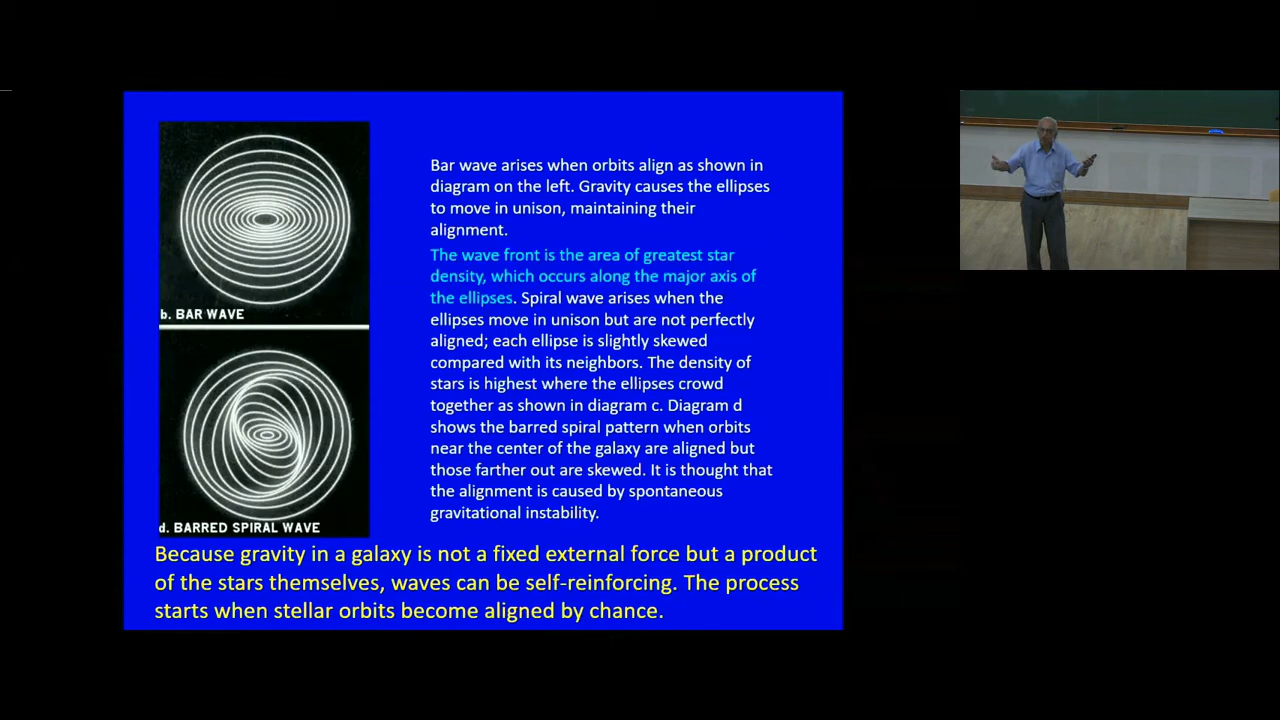 b. BAR WAVE
d. BARRED SPIRAL WAVE
Bar wave arises when orbits align as shown in
diagram on the left. Gravity causes the ellipses
to move in unison, maintaining their
alignment.
The wave front is the area of greatest star
density, which occurs along the major axis of
the ellipses. Spiral wave arises when the
ellipses move in unison but are not perfectly
aligned; each ellipse is slightly skewed
compared with its neighbors. The density of
stars is highest where the ellipses crowd
together as shown in diagram c. Diagram d
shows the barred spiral pattern when orbits
near the center of the galaxy are aligned but
those farther out are skewed. It is thought that
the alignment is caused by spontaneous
gravitational instability.
Because gravity in a galaxy is not a fixed external force but a product
of the stars themselves, waves can be self-reinforcing. The process
starts when stellar orbits become aligned by chance.